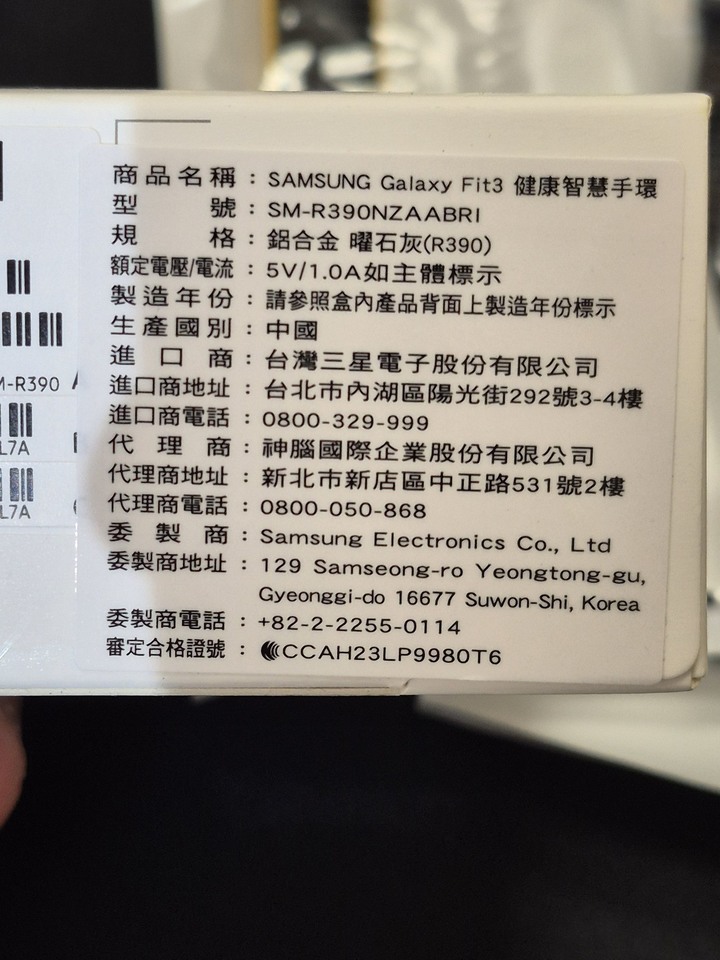 商品名稱：SAMSUNG Galaxy Fit3 健康智慧手環
型號：SM-R390NZAABRI
規格：鋁合金 曜石灰(R390)
額定電壓/電流：5V/1.0A如主體標示
製造年份：請參照盒內產品背面上製造年份標示
生產國別：中國
進口商：台灣三星電子股份有限公司
進口商地址：台北市內湖區陽光街292號3-4樓
進口商電話：0800-329-999
代理商：神腦國際企業股份有限公司
代理商地址：新北市新店區中正路531號2樓
代理商電話：0800-050-868
委製商：Samsung Electronics Co., Ltd
委製商地址：129 Samseong-ro Yeongtong-gu,
Gyeonggi-do 16677 Suwon-Shi, Korea
委製商電話：+82-2-2255-0114
審定合格證號：CCAH23LP9980T6
M-R390
L7A
L7A